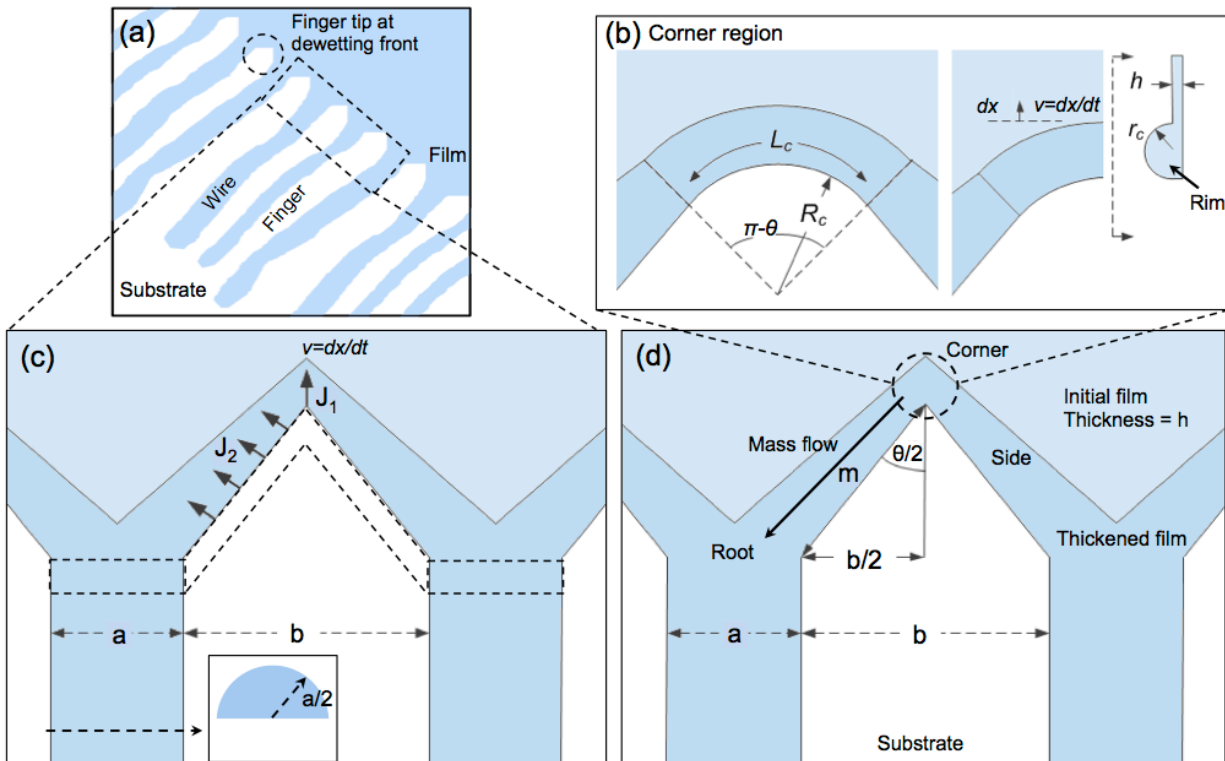 (a)
Finger tip at
dewetting front
Film
Wire
Finger
Substrate
(b) Corner region
L_c
R_c
π-θ
dx
v=dx/dt
h
r_c
Rim
(c)
v=dx/dt
J_1
J_2
a
b
a/2
(d)
Corner
Initial film
Thickness = h
Mass flow
m
θ/2
Side
Root
b/2
Thickened film
a
b
Substrate